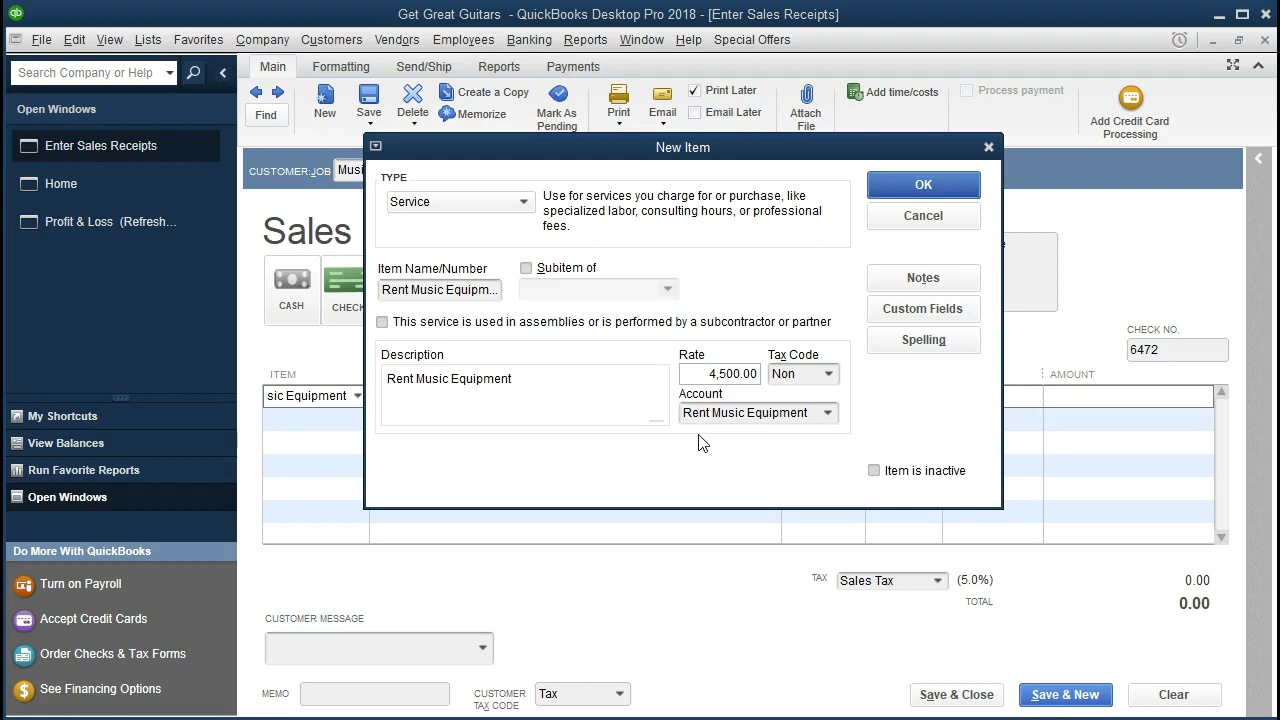 Get Great Guitars - QuickBooks Desktop Pro 2018 - [Enter Sales Receipts]
File Edit View Lists Favorites Company Customers Vendors Employees Banking Reports Window Help Special Offers
Search Company or Help
Main Formatting Send/Ship Reports Payments
Find
New
Save
Delete
Create a Copy
Memorize
Mark As
Pending
Print
Email
Print Later
Email Later
Attach
File
Add time/costs
Process payment
Add Credit Card
Processing
Open Windows
Enter Sales Receipts
Home
Profit & Loss (Refresh...
My Shortcuts
View Balances
Run Favorite Reports
Open Windows
Do More With QuickBooks
Turn on Payroll
Accept Credit Cards
Order Checks & Tax Forms
See Financing Options
CUSTOMER:JOB Musi
Sales
CASH
CHECK
New Item
TYPE
Service
Use for services you charge for or purchase, like
specialized labor, consulting hours, or professional
fees.
OK
Cancel
Item Name/Number
Subitem of
Rent Music Equipm...
Notes
Custom Fields
Spelling
This service is used in assemblies or is performed by a subcontractor or partner
Description
Rate
Tax Code
Rent Music Equipment
4,500.00
Non
Account
Rent Music Equipment
Item is inactive
CHECK NO.
6472
ITEM
AMOUNT
sic Equipment
TAX
Sales Tax
(5.0%)
0.00
TOTAL
0.00
CUSTOMER MESSAGE
MEMO
CUSTOMER
TAX CODE
Tax
Save & Close
Save & New
Clear